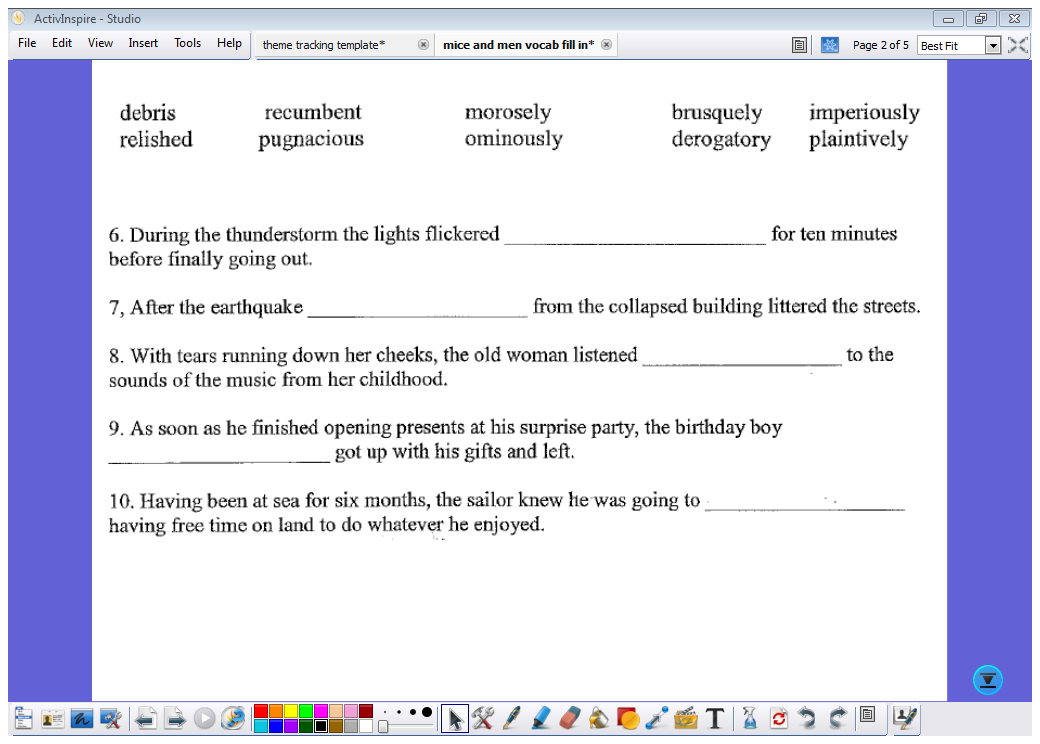 ActivInspire - Studio
File Edit View Insert Tools Help theme tracking template* mice and men vocab fill in* Page 2 of 5 Best Fit
debris recumbent morosely brusquely imperiously
relished pugnacious ominously derogatory plaintively
6. During the thunderstorm the lights flickered ____________________ for ten minutes
before finally going out.
7, After the earthquake ____________________ from the collapsed building littered the streets.
8. With tears running down her cheeks, the old woman listened ____________________ to the
sounds of the music from her childhood.
9. As soon as he finished opening presents at his surprise party, the birthday boy
____________________ got up with his gifts and left.
10. Having been at sea for six months, the sailor knew he was going to ____________________
having free time on land to do whatever he enjoyed.